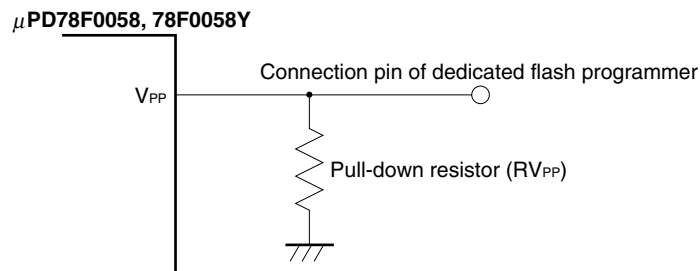 μPD78F0058, 78F0058Y
Connection pin of dedicated flash programmer
VPP
Pull-down resistor (RVPP)